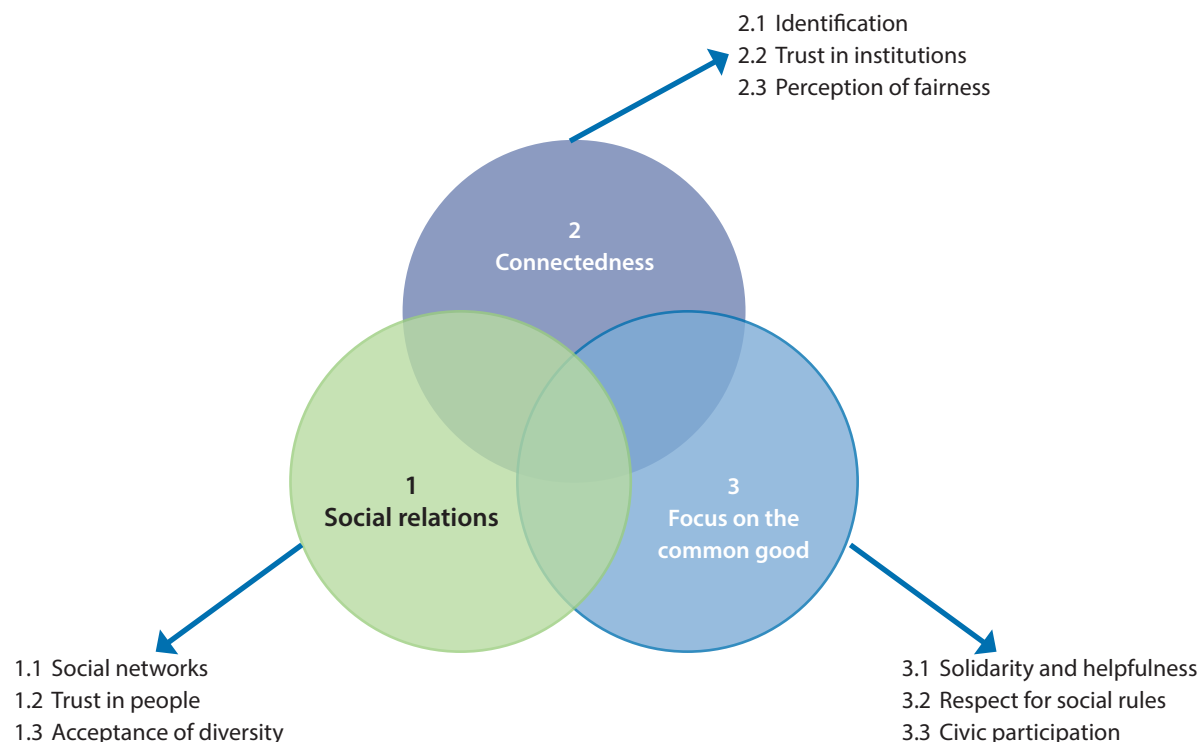 2.1 Identification
2.2 Trust in institutions
2.3 Perception of fairness
2
Connectedness
1
Social relations
3
Focus on the
common good
1.1 Social networks
1.2 Trust in people
1.3 Acceptance of diversity
3.1 Solidarity and helpfulness
3.2 Respect for social rules
3.3 Civic participation